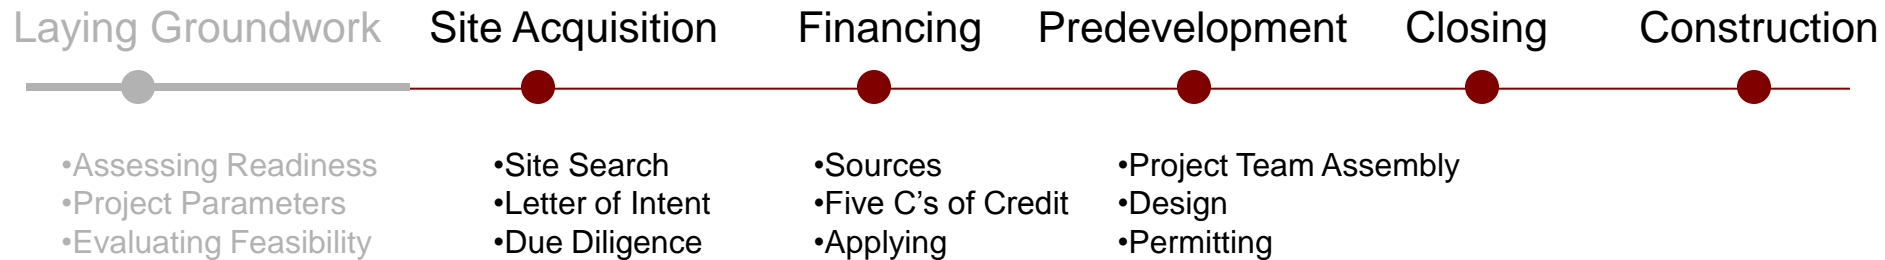 Laying Groundwork
Site Acquisition
Financing
Predevelopment
Closing
Construction
•Assessing Readiness
•Project Parameters
•Evaluating Feasibility
•Site Search
•Letter of Intent
•Due Diligence
•Sources
•Five C's of Credit
•Applying
•Project Team Assembly
•Design
•Permitting